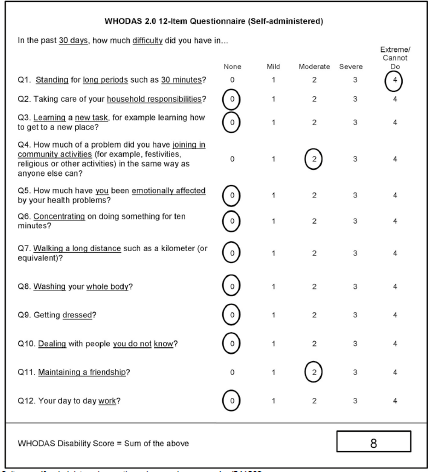 WHODAS 2.0 12-Item Questionnaire (Self-administered)
In the past 30 days, how much difficulty did you have in...
None Mild Moderate Severe Extreme/
Cannot
Do
Q1. Standing for long periods such as 30 minutes? 0 1 2 3 4
Q2. Taking care of your household responsibilities? 0 1 2 3 4
Q3. Learning a new task, for example learning how
to get to a new place? 0 1 2 3 4
Q4. How much of a problem did you have joining in
community activities (for example, festivities,
religious or other activities) in the same way as
anyone else can? 0 1 2 3 4
Q5. How much have you been emotionally affected
by your health problems? 0 1 2 3 4
Q6. Concentrating on doing something for ten
minutes? 0 1 2 3 4
Q7. Walking a long distance such as a kilometer (or
equivalent)? 0 1 2 3 4
Q8. Washing your whole body? 0 1 2 3 4
Q9. Getting dressed? 0 1 2 3 4
Q10. Dealing with people you do not know? 0 1 2 3 4
Q11. Maintaining a friendship? 0 1 2 3 4
Q12. Your day to day work? 0 1 2 3 4
WHODAS Disability Score = Sum of the above 8